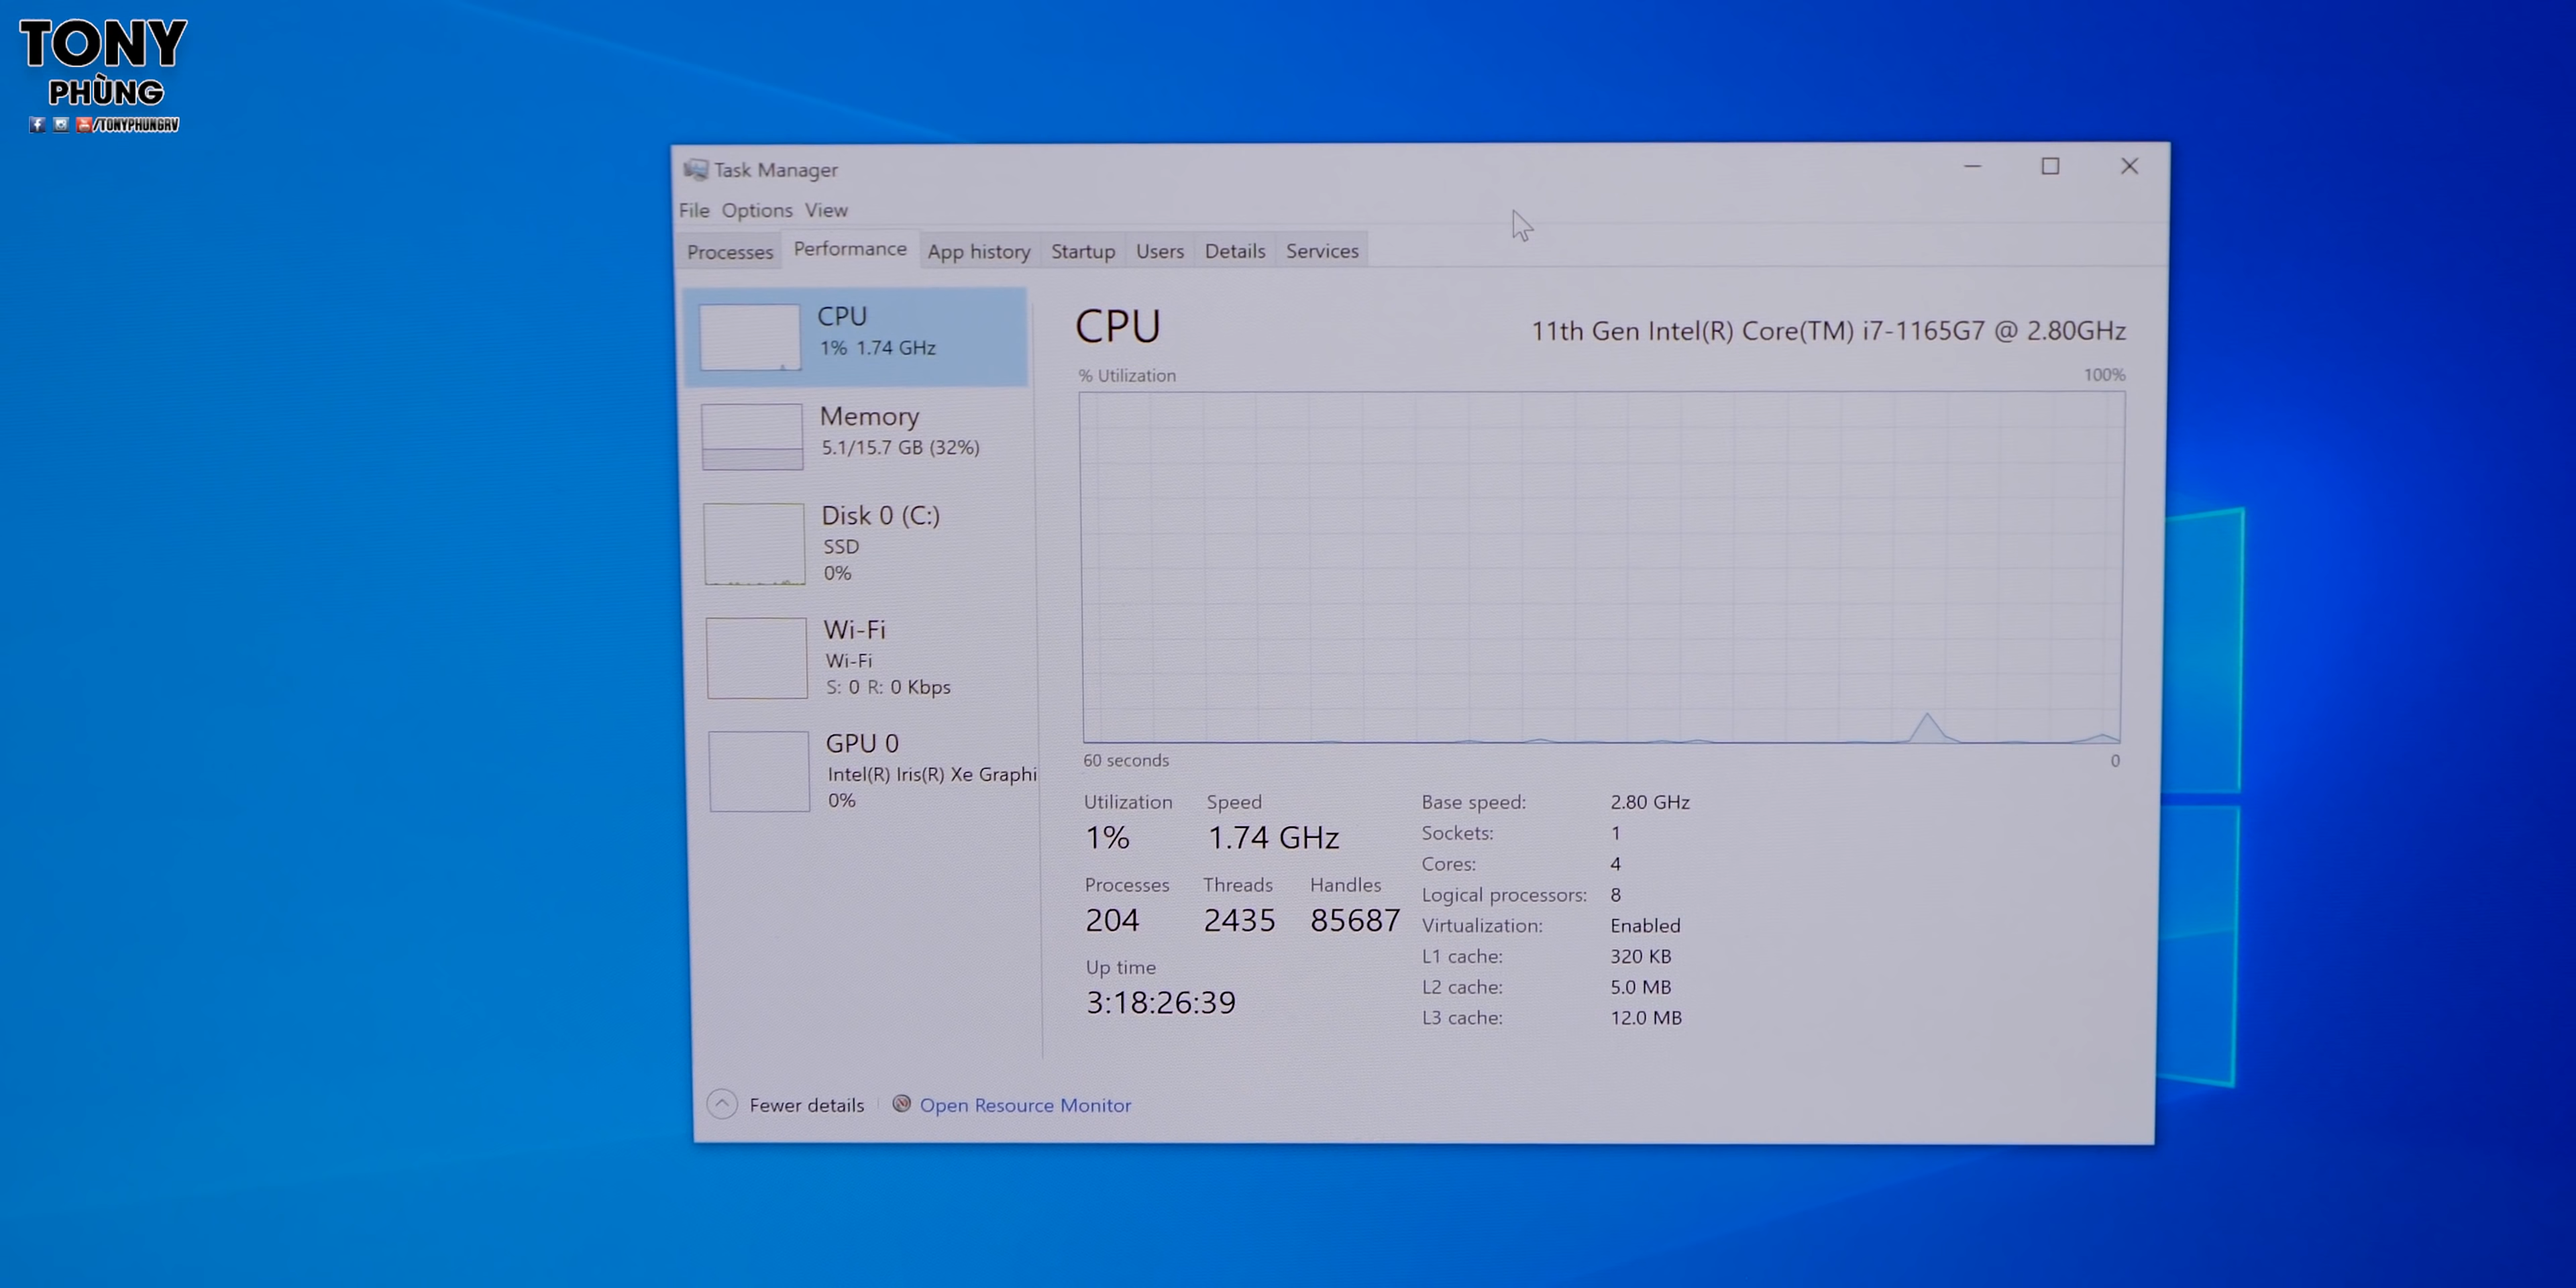 TONY
PHÙNG
/TONYPHUNGRV
Task Manager
File Options View
Processes Performance App history Startup Users Details Services
CPU
1% 1.74 GHz
Memory
5.1/15.7 GB (32%)
Disk 0 (C:)
SSD
0%
Wi-Fi
Wi-Fi
S: 0 R: 0 Kbps
GPU 0
Intel(R) Iris(R) Xe Graphi
0%
CPU
11th Gen Intel(R) Core(TM) i7-1165G7 @ 2.80GHz
% Utilization 100%
60 seconds 0
Utilization Speed
1% 1.74 GHz
Processes Threads Handles
204 2435 85687
Up time
3:18:26:39
Base speed: 2.80 GHz
Sockets: 1
Cores: 4
Logical processors: 8
Virtualization: Enabled
L1 cache: 320 KB
L2 cache: 5.0 MB
L3 cache: 12.0 MB
Fewer details Open Resource Monitor